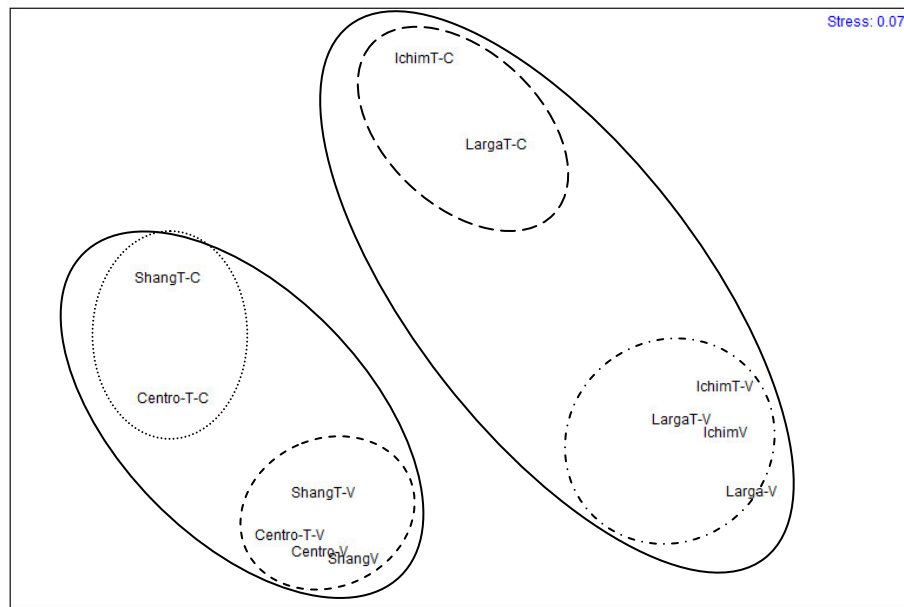 Stress: 0.07
IchimT-C
LargaT-C
ShangT-C
Centro-T-C
IchimT-V
LargaT-V
IchimV
Larga-V
ShangT-V
Centro-T-V
Centro-V
ShangV